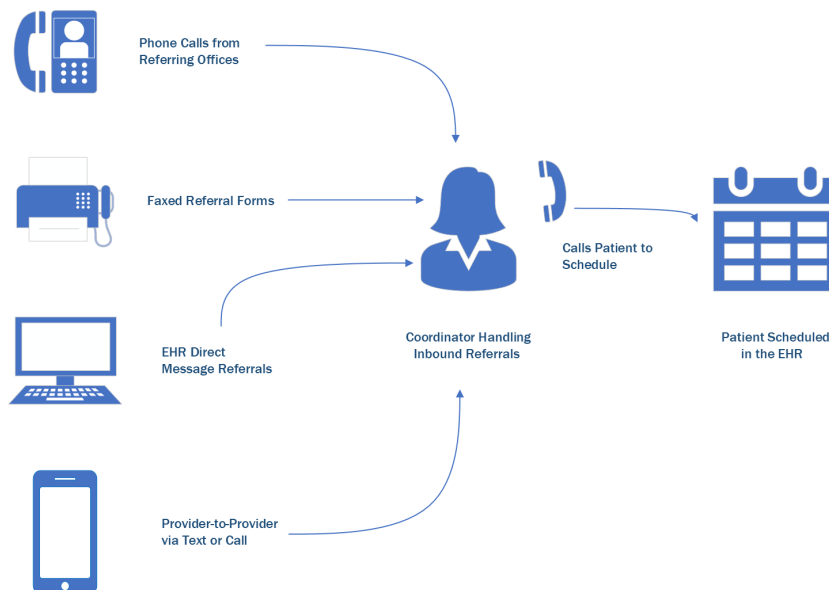 Phone Calls from
Referring Offices
Faxed Referral Forms
Calls Patient to
Schedule
EHR Direct
Message Referrals
Coordinator Handling
Inbound Referrals
Patient Scheduled
in the EHR
Provider-to-Provider
via Text or Call